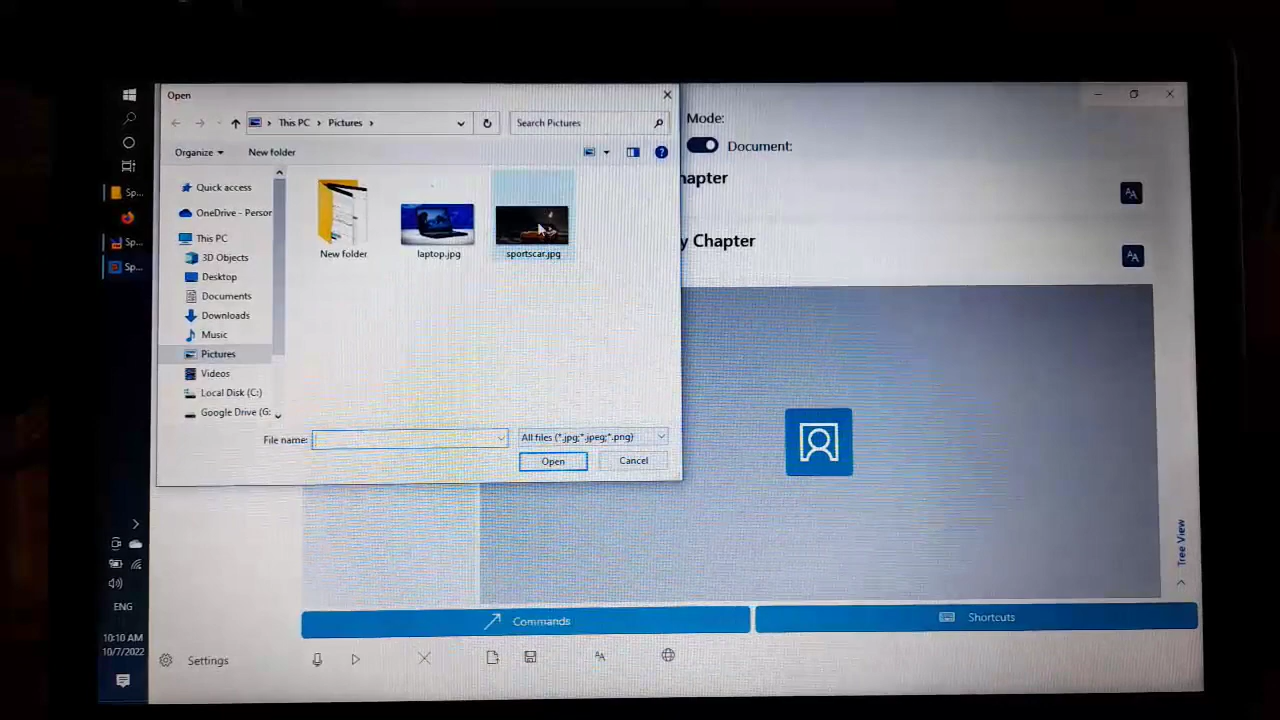 Open
This PC
Pictures
Search Pictures
Organize
New folder
Quick access
OneDrive - Person
This PC
3D Objects
Desktop
Documents
Downloads
Music
Pictures
Videos
Local Disk (C:)
Google Drive (G:
New folder
laptop.jpg
sportscar.jpg
File name:
All files (*.jpg;*.jpeg;*.png)
Open
Cancel
Mode:
Document:
hapter
y Chapter
Tree View
Commands
Shortcuts
Settings
Sp...
Sp...
Sp...
ENG
10:10 AM
10/7/2022